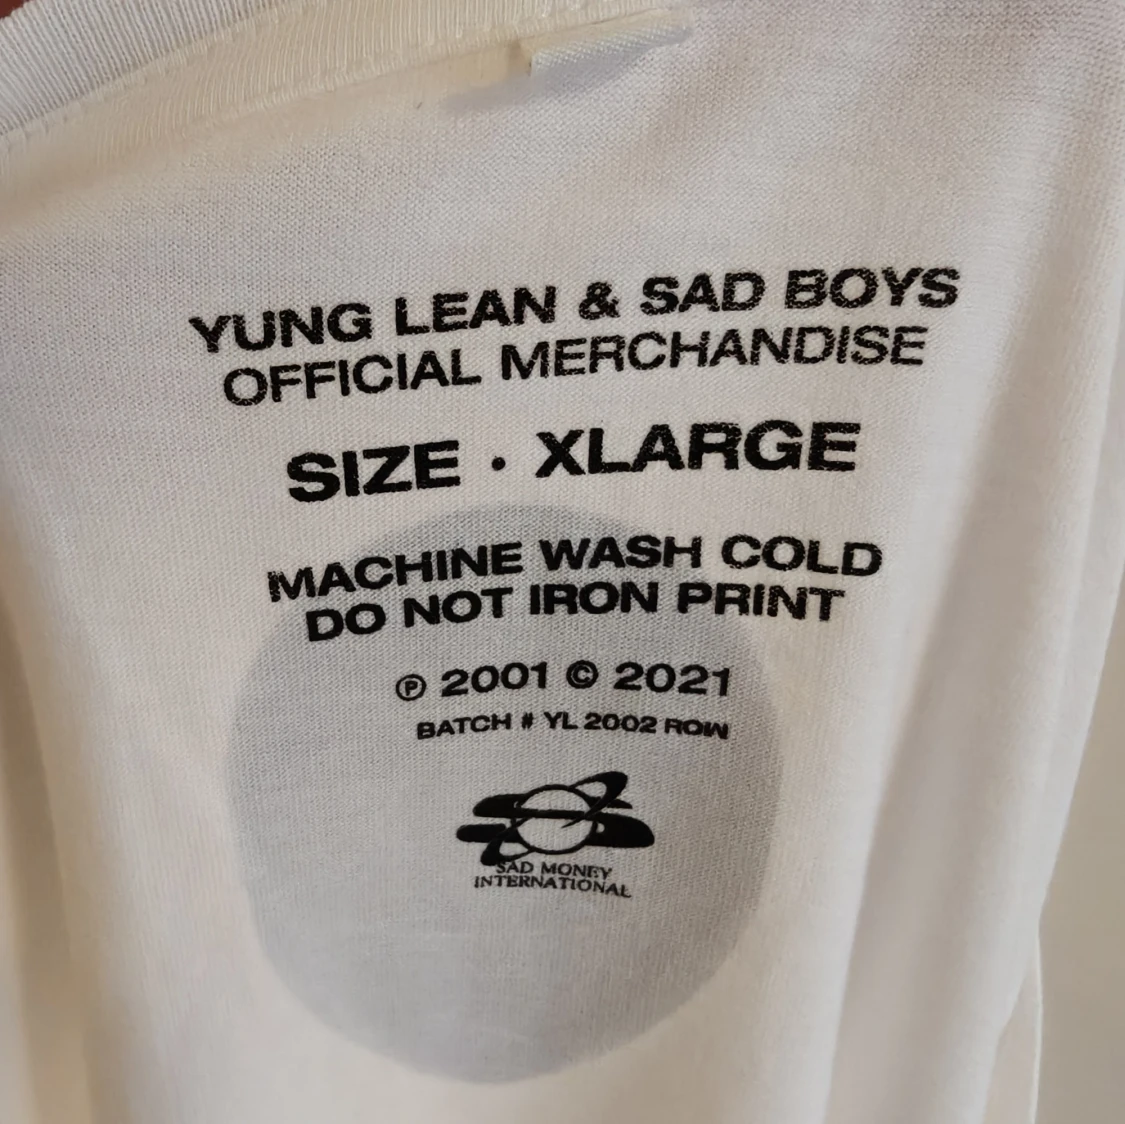 YUNG LEAN & SAD BOYS
OFFICIAL MERCHANDISE
SIZE · XLARGE
MACHINE WASH COLD
DO NOT IRON PRINT
℗ 2001 © 2021
BATCH # YL 2002 ROW
SAD MONEY
INTERNATIONAL